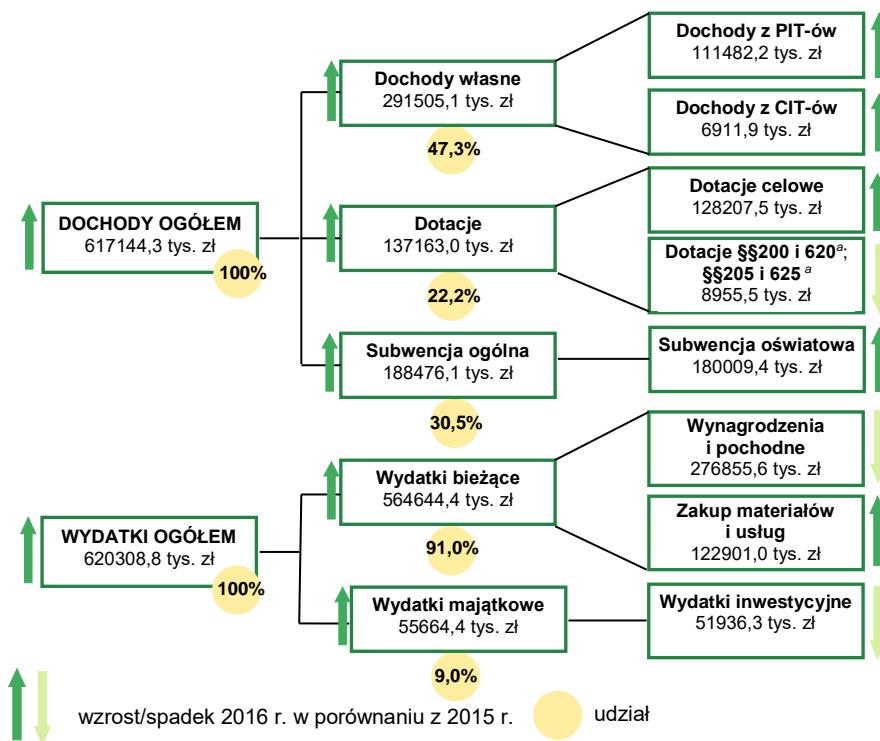 DOCHODY OGÓŁEM
617144,3 tys. zł
100%
Dochody własne
291505,1 tys. zł
47,3%
Dochody z PIT-ów
111482,2 tys. zł
Dochody z CIT-ów
6911,9 tys. zł
Dotacje
137163,0 tys. zł
22,2%
Dotacje celowe
128207,5 tys. zł
Dotacje §§200 i 620ᵃ;
§§205 i 625 ᵃ
8955,5 tys. zł
Subwencja ogólna
188476,1 tys. zł
30,5%
Subwencja oświatowa
180009,4 tys. zł
WYDATKI OGÓŁEM
620308,8 tys. zł
100%
Wydatki bieżące
564644,4 tys. zł
91,0%
Wynagrodzenia
i pochodne
276855,6 tys. zł
Zakup materiałów
i usług
122901,0 tys. zł
Wydatki majątkowe
55664,4 tys. zł
9,0%
Wydatki inwestycyjne
51936,3 tys. zł
wzrost/spadek 2016 r. w porównaniu z 2015 r.
udział